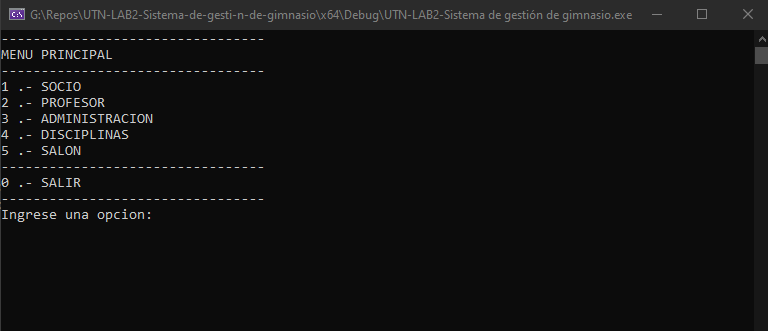 G:\Repos\UTN-LAB2-Sistema-de-gesti-n-de-gimnasio\x64\Debug\UTN-LAB2-Sistema de gestión de gimnasio.exe
---------------------------------
MENU PRINCIPAL
---------------------------------
1 .- SOCIO
2 .- PROFESOR
3 .- ADMINISTRACION
4 .- DISCIPLINAS
5 .- SALON
---------------------------------
0 .- SALIR
---------------------------------
Ingrese una opcion: